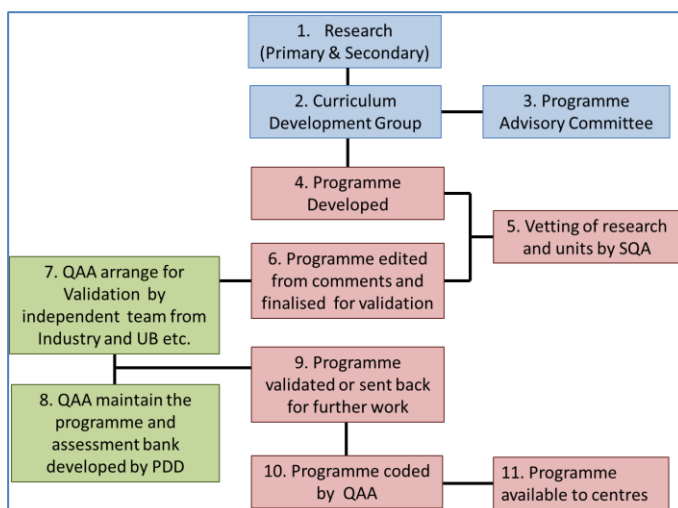 1. Research
(Primary & Secondary)
2. Curriculum
Development Group
3. Programme
Advisory Committee
4. Programme
Developed
5. Vetting of research
and units by SQA
6. Programme edited
from comments and
finalised for validation
7. QAA arrange for
Validation by
independent team from
Industry and UB etc.
8. QAA maintain the
programme and
assessment bank
developed by PDD
9. Programme
validated or sent back
for further work
10. Programme coded
by QAA
11. Programme
available to centres